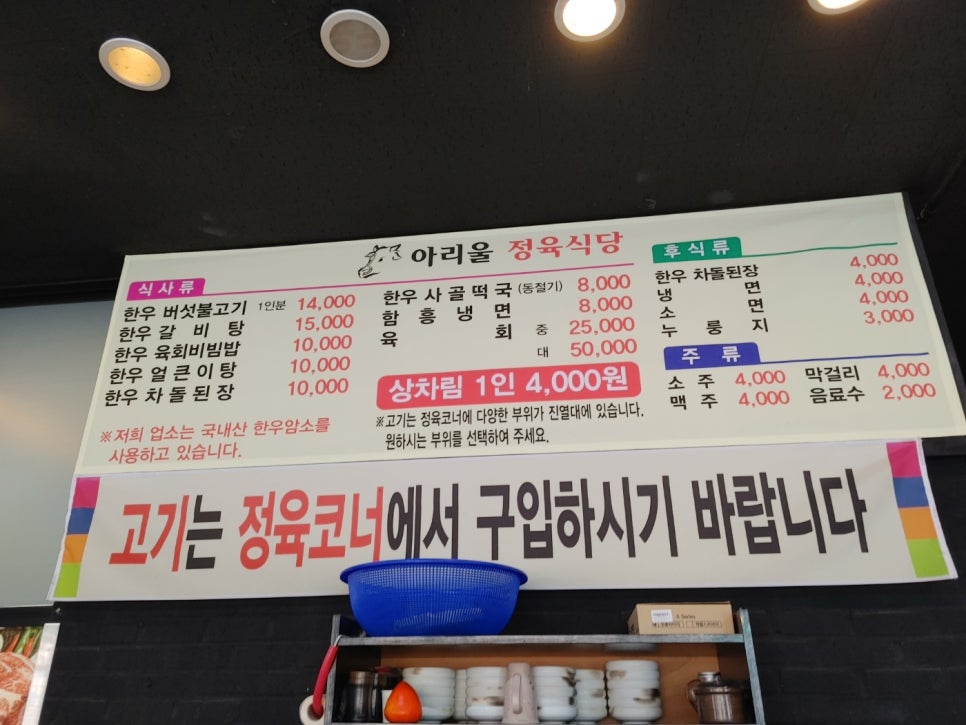 아리울 정육식당
식사류
한우 버섯불고기 1인분 14,000
한우 갈비탕 15,000
한우 육회비빔밥 10,000
한우 얼큰이탕 10,000
한우 차돌된장 10,000
※저희 업소는 국내산 한우암소를
사용하고 있습니다.
한우 사골떡국 (동절기) 8,000
함흥냉면 8,000
육회 중 25,000
대 50,000
상차림 1인 4,000원
※고기는 정육코너에 다양한 부위가 진열대에 있습니다.
원하시는 부위를 선택하여 주세요.
후식류
한우 차돌된장 4,000
냉면 4,000
소면 4,000
누룽지 3,000
주류
소주 4,000 막걸리 4,000
맥주 4,000 음료수 2,000
고기는 정육코너에서 구입하시기 바랍니다
A Series